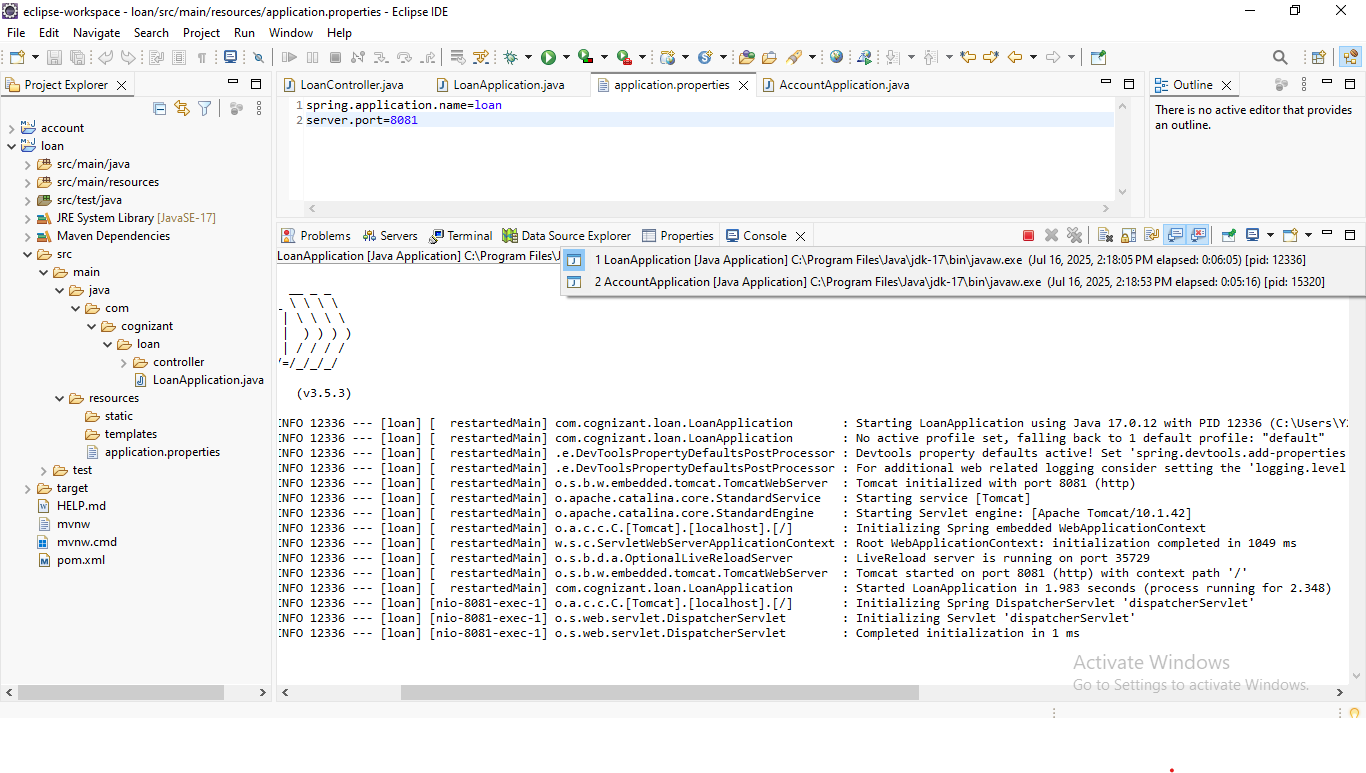 eclipse-workspace - loan/src/main/resources/application.properties - Eclipse IDE
File Edit Navigate Search Project Run Window Help
Project Explorer
account
loan
src/main/java
src/main/resources
src/test/java
JRE System Library [JavaSE-17]
Maven Dependencies
src
main
java
com
cognizant
loan
controller
LoanApplication.java
resources
static
templates
application.properties
test
target
HELP.md
mvnw
mvnw.cmd
pom.xml
LoanController.java LoanApplication.java application.properties AccountApplication.java
1 spring.application.name=loan
2 server.port=8081
Outline
There is no active editor that provides
an outline.
Problems Servers Terminal Data Source Explorer Properties Console
LoanApplication [Java Application] C:\Program Files\J
1 LoanApplication [Java Application] C:\Program Files\Java\jdk-17\bin\javaw.exe (Jul 16, 2025, 2:18:05 PM elapsed: 0:06:05) [pid: 12336]
2 AccountApplication [Java Application] C:\Program Files\Java\jdk-17\bin\javaw.exe (Jul 16, 2025, 2:18:53 PM elapsed: 0:05:16) [pid: 15320]
__ _ _
_ \ \ \ \
| \ \ \ \
|  ) ) ) )
| / / / /
/=/_/_/_/
(v3.5.3)
INFO 12336 --- [loan] [  restartedMain] com.cognizant.loan.LoanApplication : Starting LoanApplication using Java 17.0.12 with PID 12336 (C:\Users\Y
INFO 12336 --- [loan] [  restartedMain] com.cognizant.loan.LoanApplication : No active profile set, falling back to 1 default profile: "default"
INFO 12336 --- [loan] [  restartedMain] .e.DevToolsPropertyDefaultsPostProcessor : Devtools property defaults active! Set 'spring.devtools.add-properties
INFO 12336 --- [loan] [  restartedMain] .e.DevToolsPropertyDefaultsPostProcessor : For additional web related logging consider setting the 'logging.level
INFO 12336 --- [loan] [  restartedMain] o.s.b.w.embedded.tomcat.TomcatWebServer : Tomcat initialized with port 8081 (http)
INFO 12336 --- [loan] [  restartedMain] o.apache.catalina.core.StandardService : Starting service [Tomcat]
INFO 12336 --- [loan] [  restartedMain] o.apache.catalina.core.StandardEngine : Starting Servlet engine: [Apache Tomcat/10.1.42]
INFO 12336 --- [loan] [  restartedMain] o.a.c.c.C.[Tomcat].[localhost].[/] : Initializing Spring embedded WebApplicationContext
INFO 12336 --- [loan] [  restartedMain] w.s.c.ServletWebServerApplicationContext : Root WebApplicationContext: initialization completed in 1049 ms
INFO 12336 --- [loan] [  restartedMain] o.s.b.d.a.OptionalLiveReloadServer : LiveReload server is running on port 35729
INFO 12336 --- [loan] [  restartedMain] o.s.b.w.embedded.tomcat.TomcatWebServer : Tomcat started on port 8081 (http) with context path '/'
INFO 12336 --- [loan] [  restartedMain] com.cognizant.loan.LoanApplication : Started LoanApplication in 1.983 seconds (process running for 2.348)
INFO 12336 --- [loan] [nio-8081-exec-1] o.a.c.c.C.[Tomcat].[localhost].[/] : Initializing Spring DispatcherServlet 'dispatcherServlet'
INFO 12336 --- [loan] [nio-8081-exec-1] o.s.web.servlet.DispatcherServlet : Initializing Servlet 'dispatcherServlet'
INFO 12336 --- [loan] [nio-8081-exec-1] o.s.web.servlet.DispatcherServlet : Completed initialization in 1 ms
Activate Windows
Go to Settings to activate Windows.